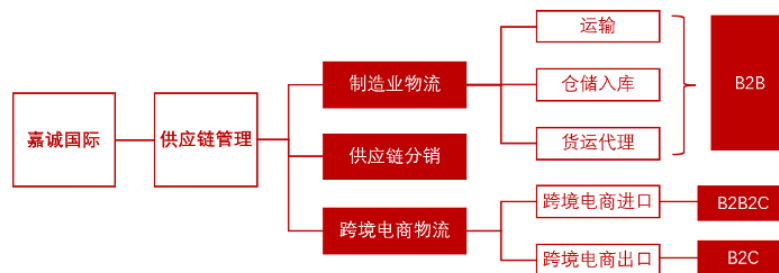 嘉诚国际
供应链管理
制造业物流
运输
仓储入库
货运代理
B2B
供应链分销
跨境电商物流
跨境电商进口
B2B2C
跨境电商出口
B2C